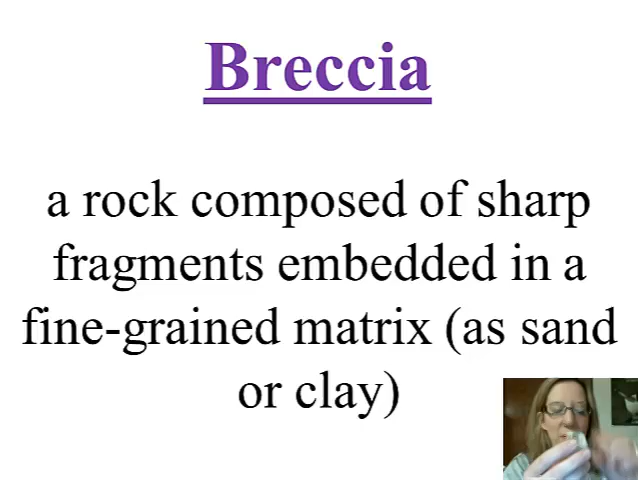 Breccia
a rock composed of sharp
fragments embedded in a
fine-grained matrix (as sand
or clay)